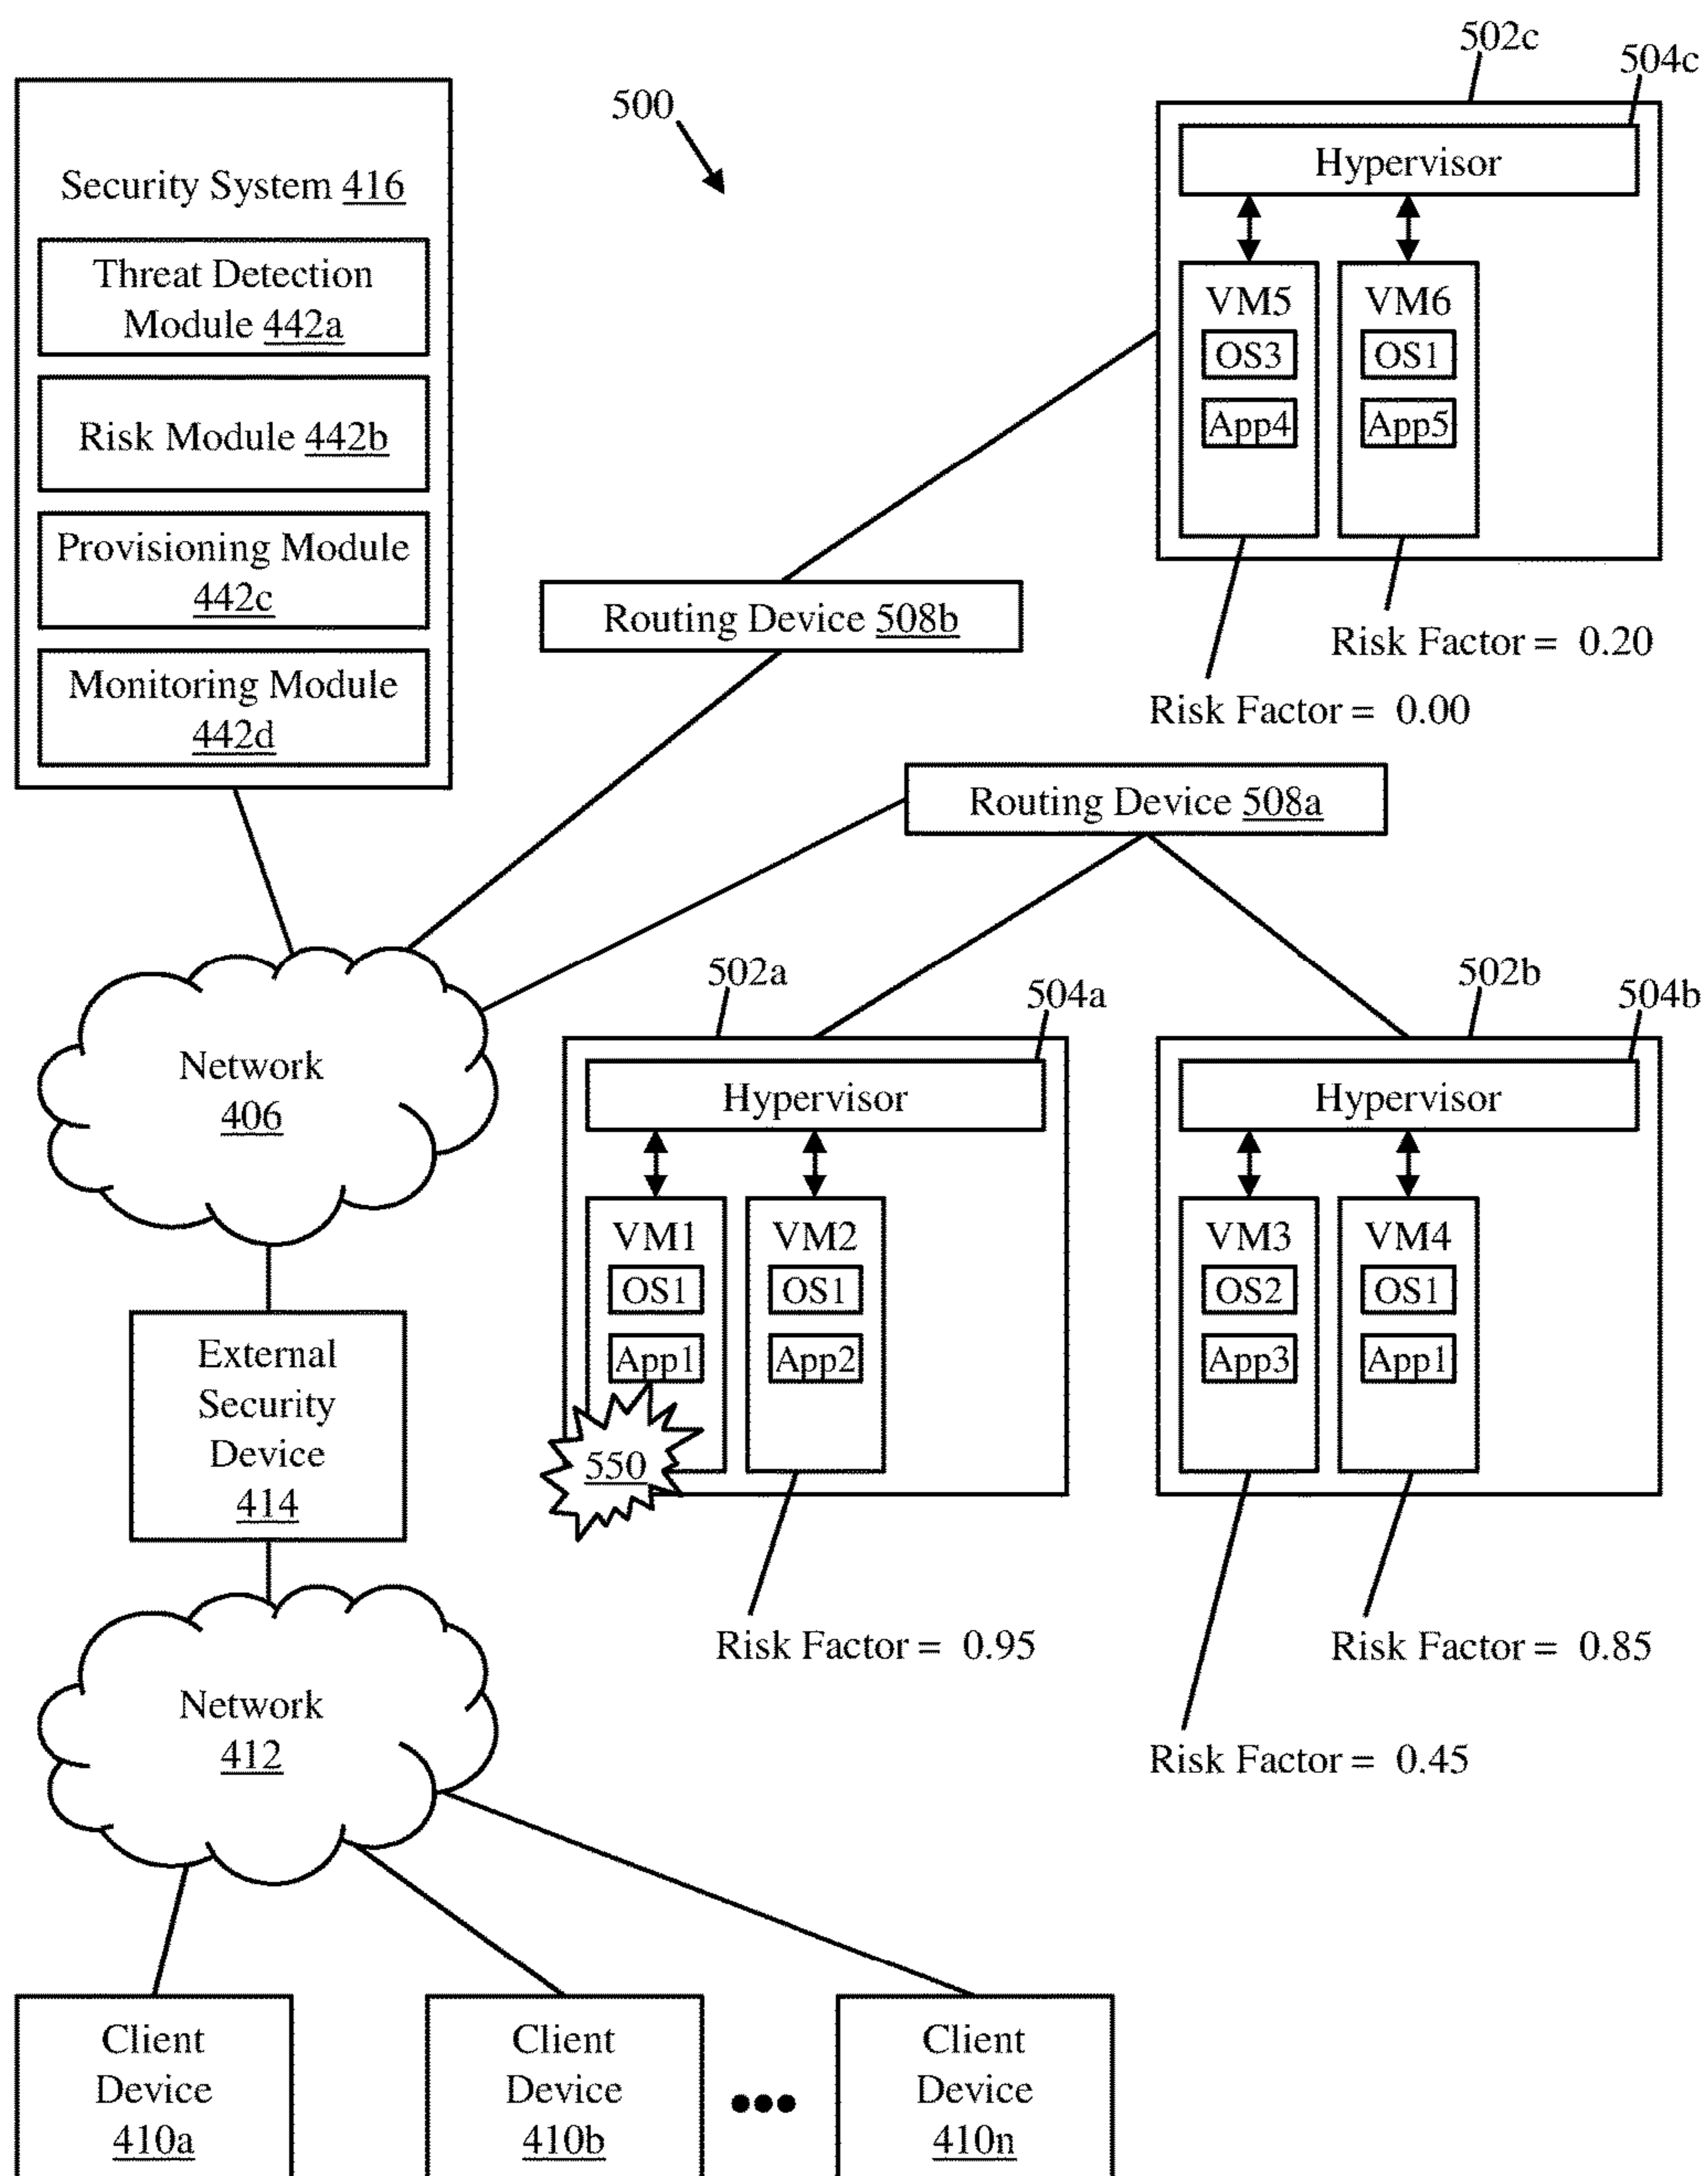 502c
504c
500
Security System 416
Hypervisor
Threat Detection
Module 442a
VM5
VM6
OS3
OS1
App4
App5
Risk Module 442b
Provisioning Module
442c
Routing Device 508b
Risk Factor = 0.20
Monitoring Module
442d
Risk Factor = 0.00
Routing Device 508a
502a
504a
502b
504b
Network
406
Hypervisor
Hypervisor
VM1
VM2
VM3
VM4
OS1
OS1
OS2
OS1
App1
App2
App3
App1
External
Security
Device
414
550
Risk Factor = 0.95
Risk Factor = 0.85
Network
412
Risk Factor = 0.45
Client
Device
410a
Client
Device
410b
Client
Device
410n